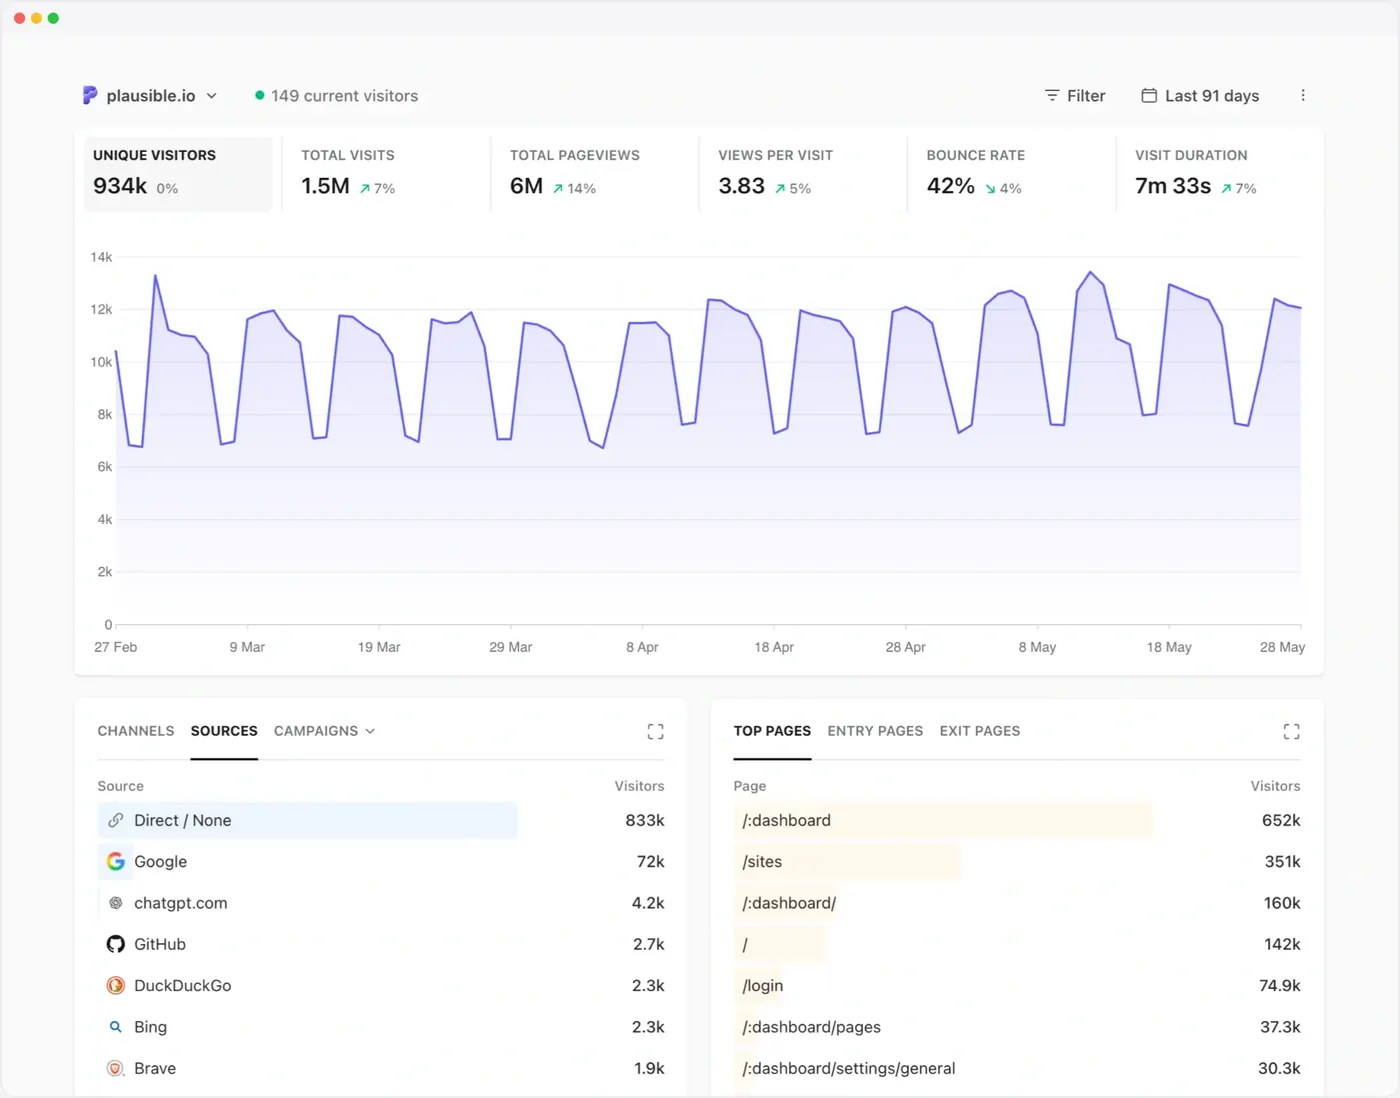 plausible.io
149 current visitors
Filter
Last 91 days
UNIQUE VISITORS
934k 0%
TOTAL VISITS
1.5M 7%
TOTAL PAGEVIEWS
6M 14%
VIEWS PER VISIT
3.83 5%
BOUNCE RATE
42% 4%
VISIT DURATION
7m 33s 7%
14k
12k
10k
8k
6k
4k
2k
0
27 Feb 9 Mar 19 Mar 29 Mar 8 Apr 18 Apr 28 Apr 8 May 18 May 28 May
CHANNELS SOURCES CAMPAIGNS
Source Visitors
Direct / None 833k
Google 72k
chatgpt.com 4.2k
GitHub 2.7k
DuckDuckGo 2.3k
Bing 2.3k
Brave 1.9k
TOP PAGES ENTRY PAGES EXIT PAGES
Page Visitors
/:dashboard 652k
/sites 351k
/:dashboard/ 160k
/ 142k
/login 74.9k
/:dashboard/pages 37.3k
/:dashboard/settings/general 30.3k